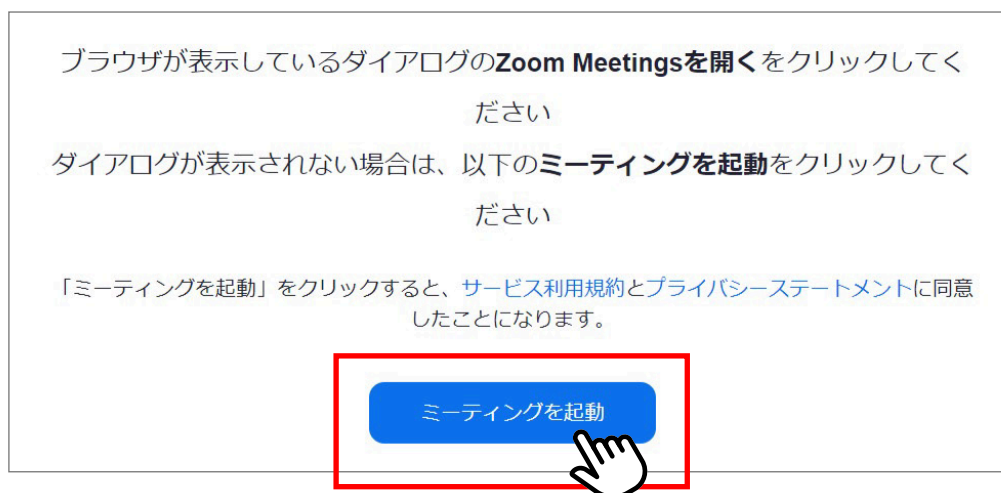 ブラウザが表示しているダイアログのZoom Meetingsを開くをクリックしてく
ださい
ダイアログが表示されない場合は、以下のミーティングを起動をクリックしてく
ださい
「ミーティングを起動」をクリックすると、サービス利用規約とプライバシーステートメントに同意
したことになります。
ミーティングを起動